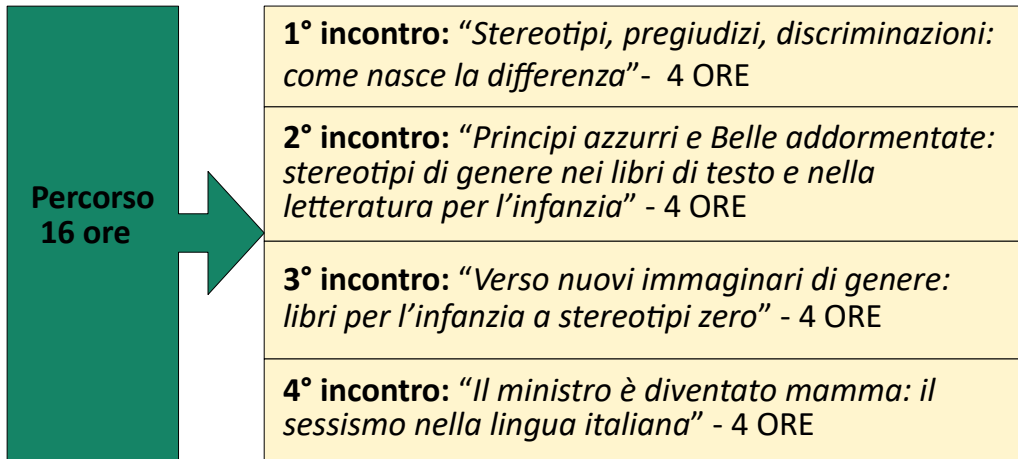 Percorso
16 ore
1° incontro: “Stereotipi, pregiudizi, discriminazioni:
come nasce la differenza”- 4 ORE
2° incontro: “Principi azzurri e Belle addormentate:
stereotipi di genere nei libri di testo e nella
letteratura per l’infanzia” - 4 ORE
3° incontro: “Verso nuovi immaginari di genere:
libri per l’infanzia a stereotipi zero” - 4 ORE
4° incontro: “Il ministro è diventato mamma: il
sessismo nella lingua italiana” - 4 ORE